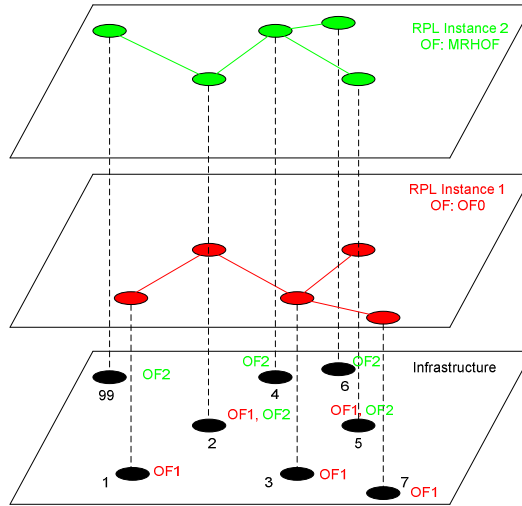 RPL Instance 2
OF: MRHOF
RPL Instance 1
OF: OF0
Infrastructure
OF2
OF2
OF2
99
4
6
OF1, OF2
OF1, OF2
2
5
1
OF1
3
OF1
7
OF1